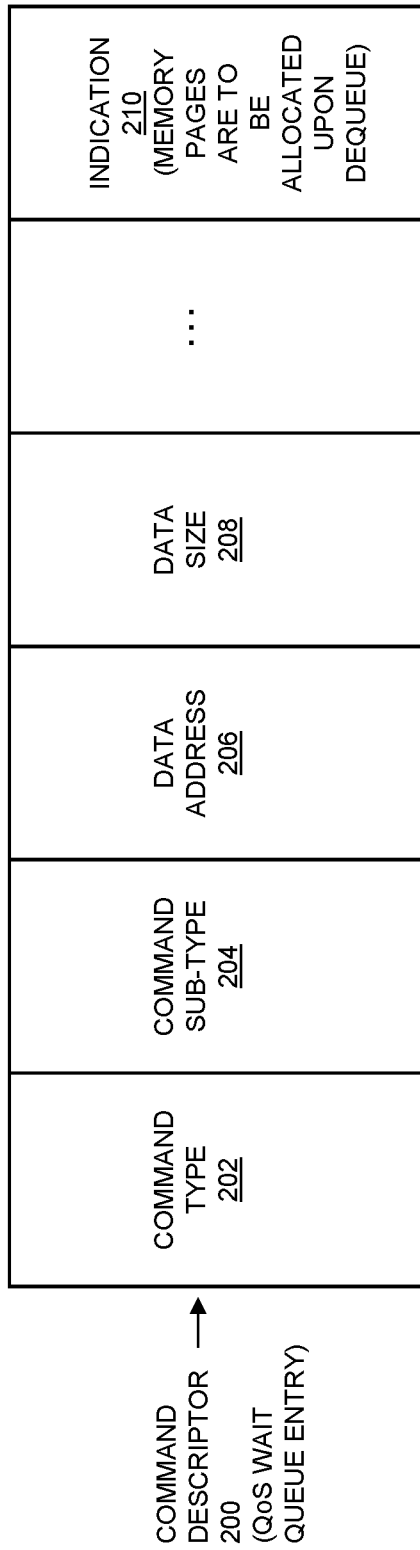 COMMAND
DESCRIPTOR
200
(QoS WAIT
QUEUE ENTRY)
COMMAND
TYPE
202
COMMAND
SUB-TYPE
204
DATA
ADDRESS
206
DATA
SIZE
208
...
INDICATION
210
(MEMORY
PAGES
ARE TO
BE
ALLOCATED
UPON
DEQUEUE)